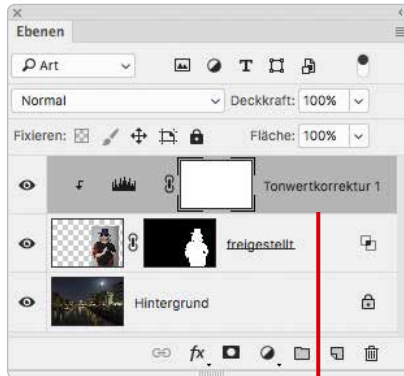 Ebenen
Art
Normal Deckkraft: 100%
Fixieren: Fläche: 100%
Tonwertkorrektur 1
freigestellt
Hintergrund
fx